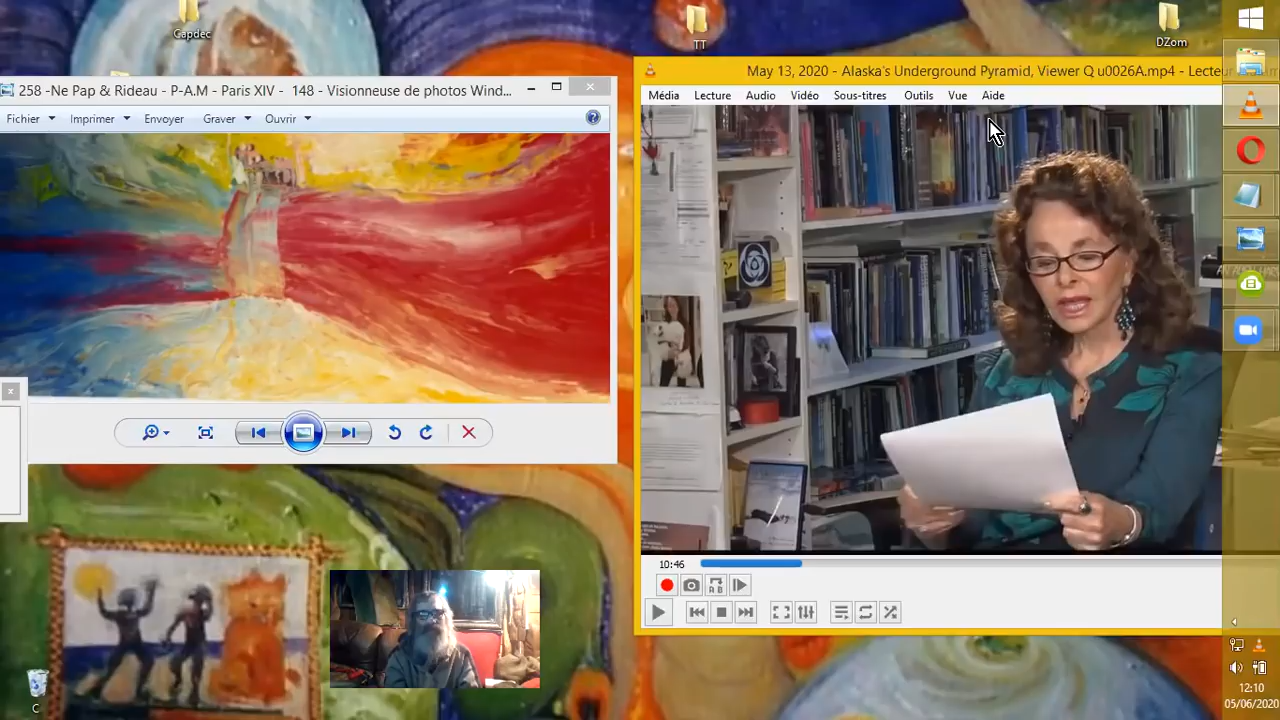 Gapdec
TT
DZom
258 -Ne Pap & Rideau - P-A.M - Paris XIV -  148 - Visionneuse de photos Wind...
Fichier
Imprimer
Envoyer
Graver
Ouvrir
May 13, 2020 - Alaska's Underground Pyramid, Viewer Q u0026A.mp4 - Lecteu
Média
Lecture
Audio
Vidéo
Sous-titres
Outils
Vue
Aide
10:46
C
12:10
05/06/2020